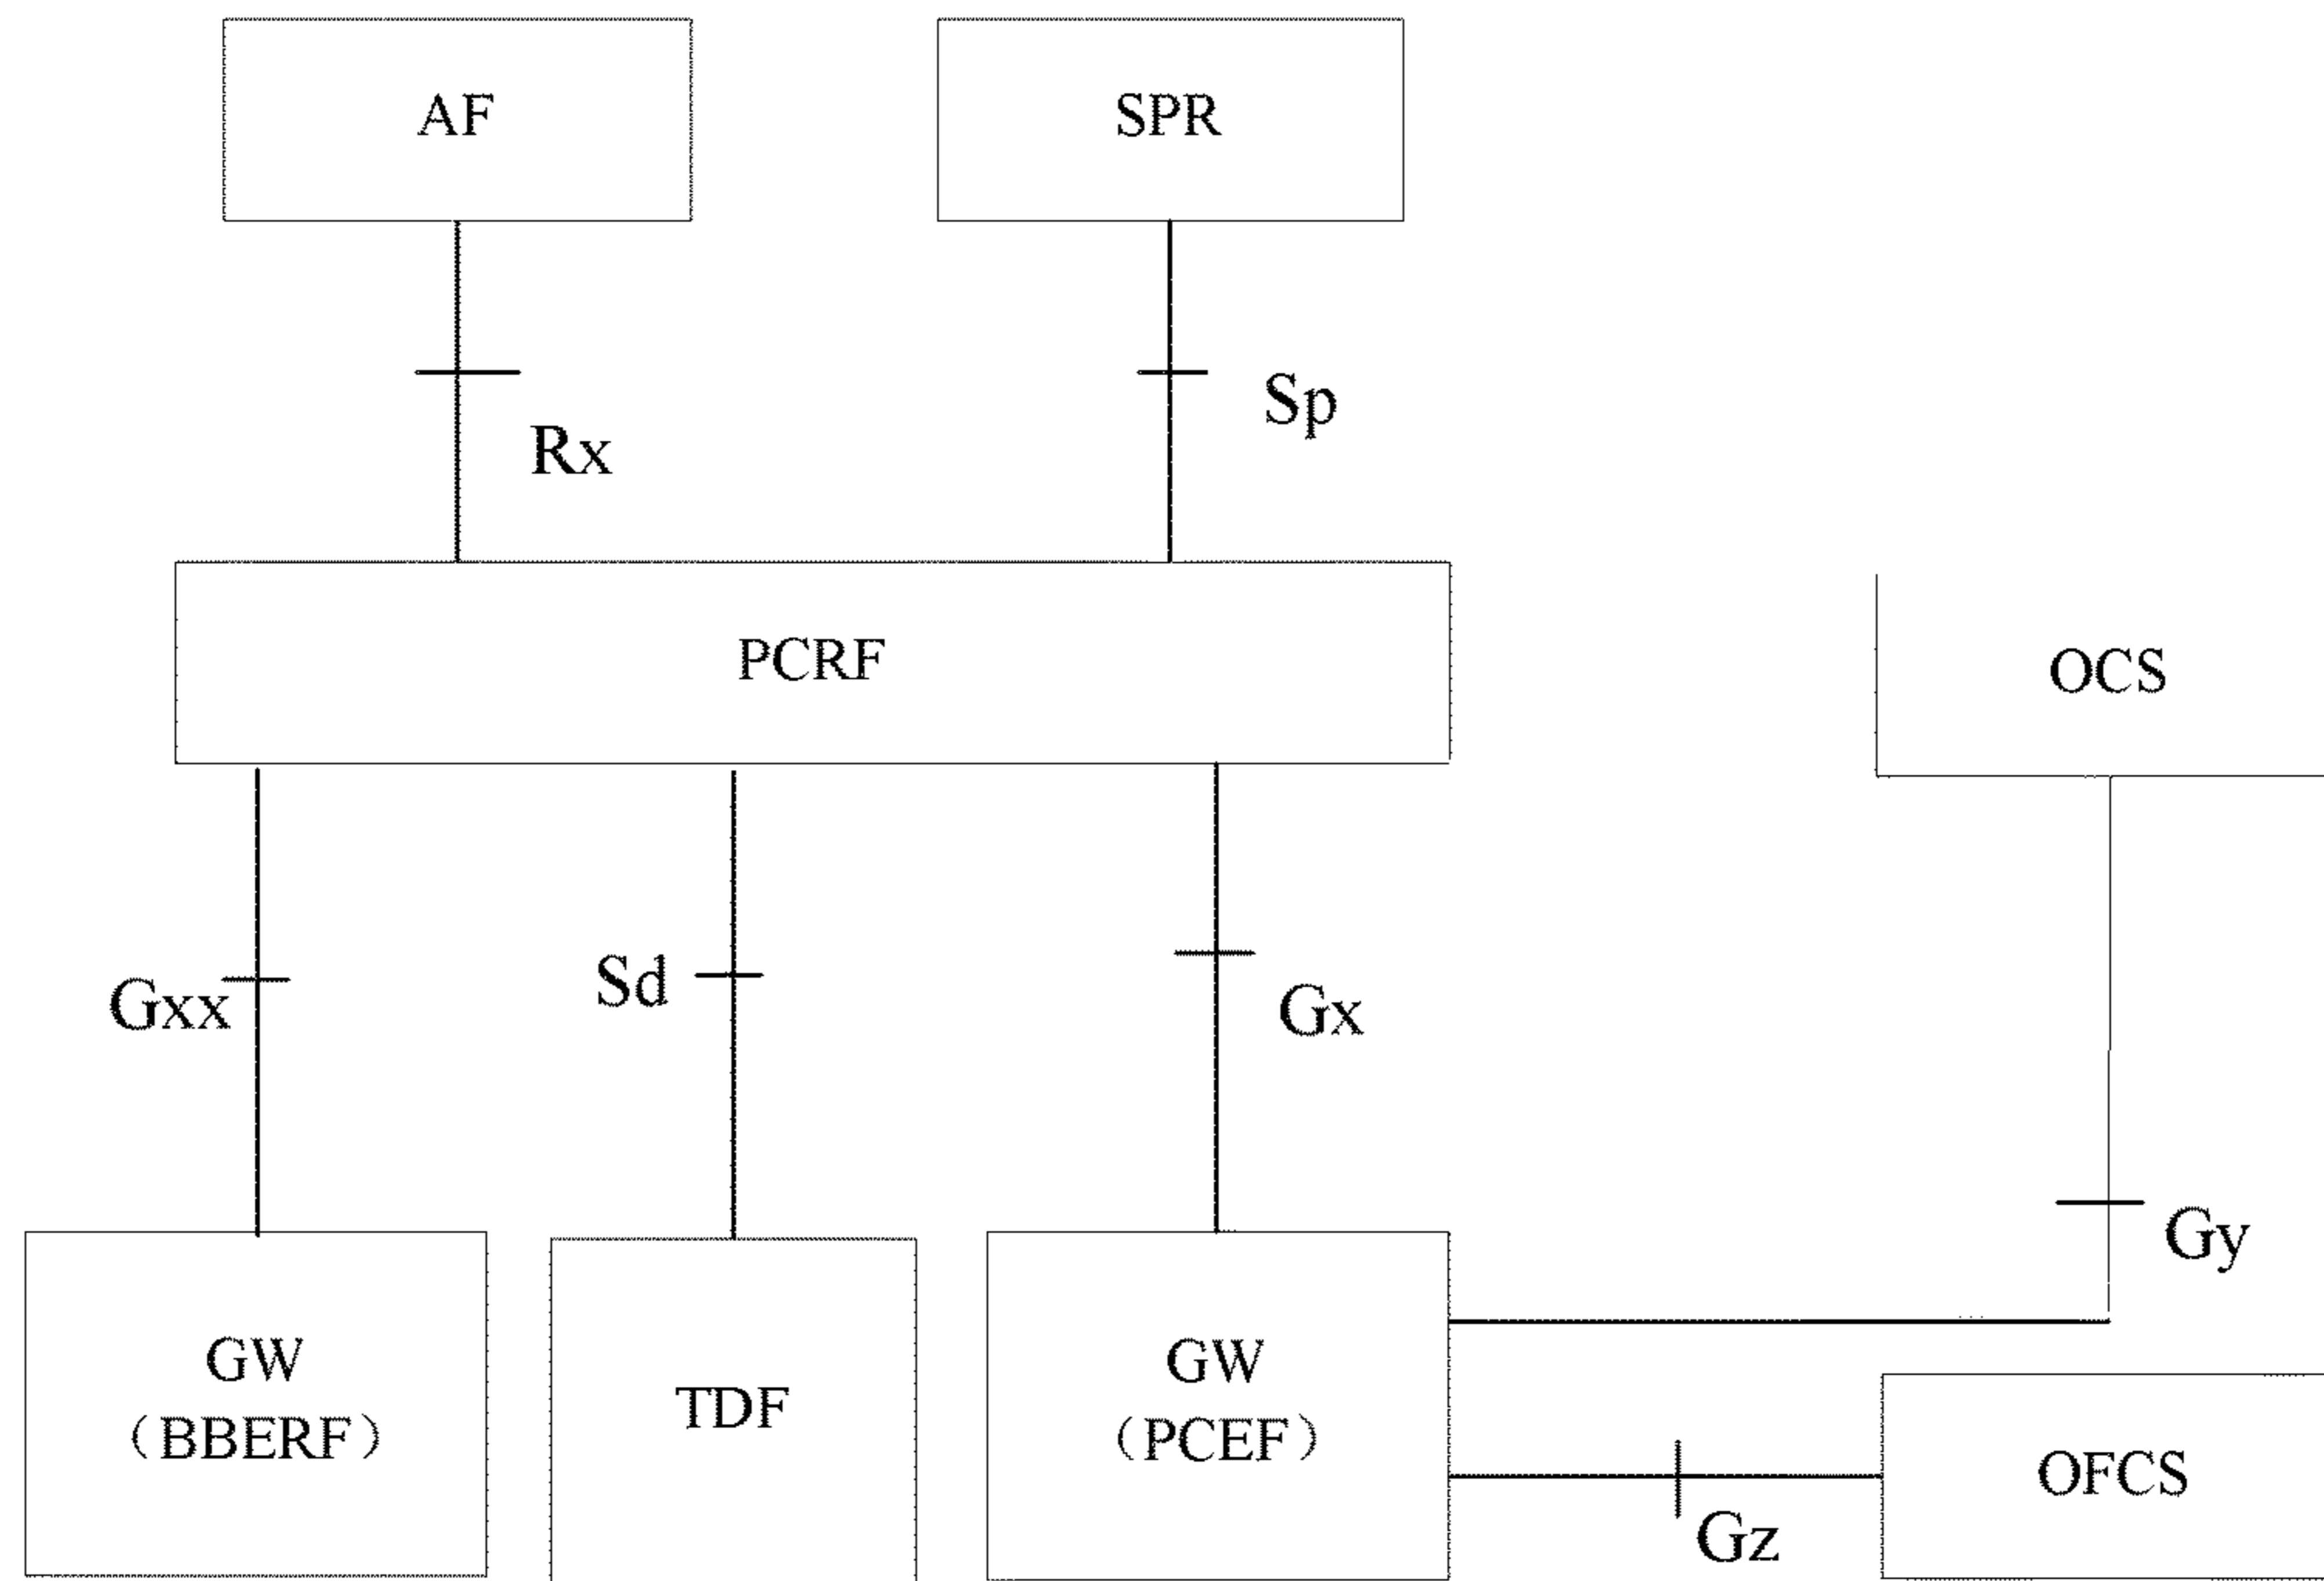 AF
SPR
Rx
Sp
PCRF
OCS
Gxx
Sd
Gx
Gy
GW
（BBERF）
TDF
GW
（PCEF）
OFCS
Gz